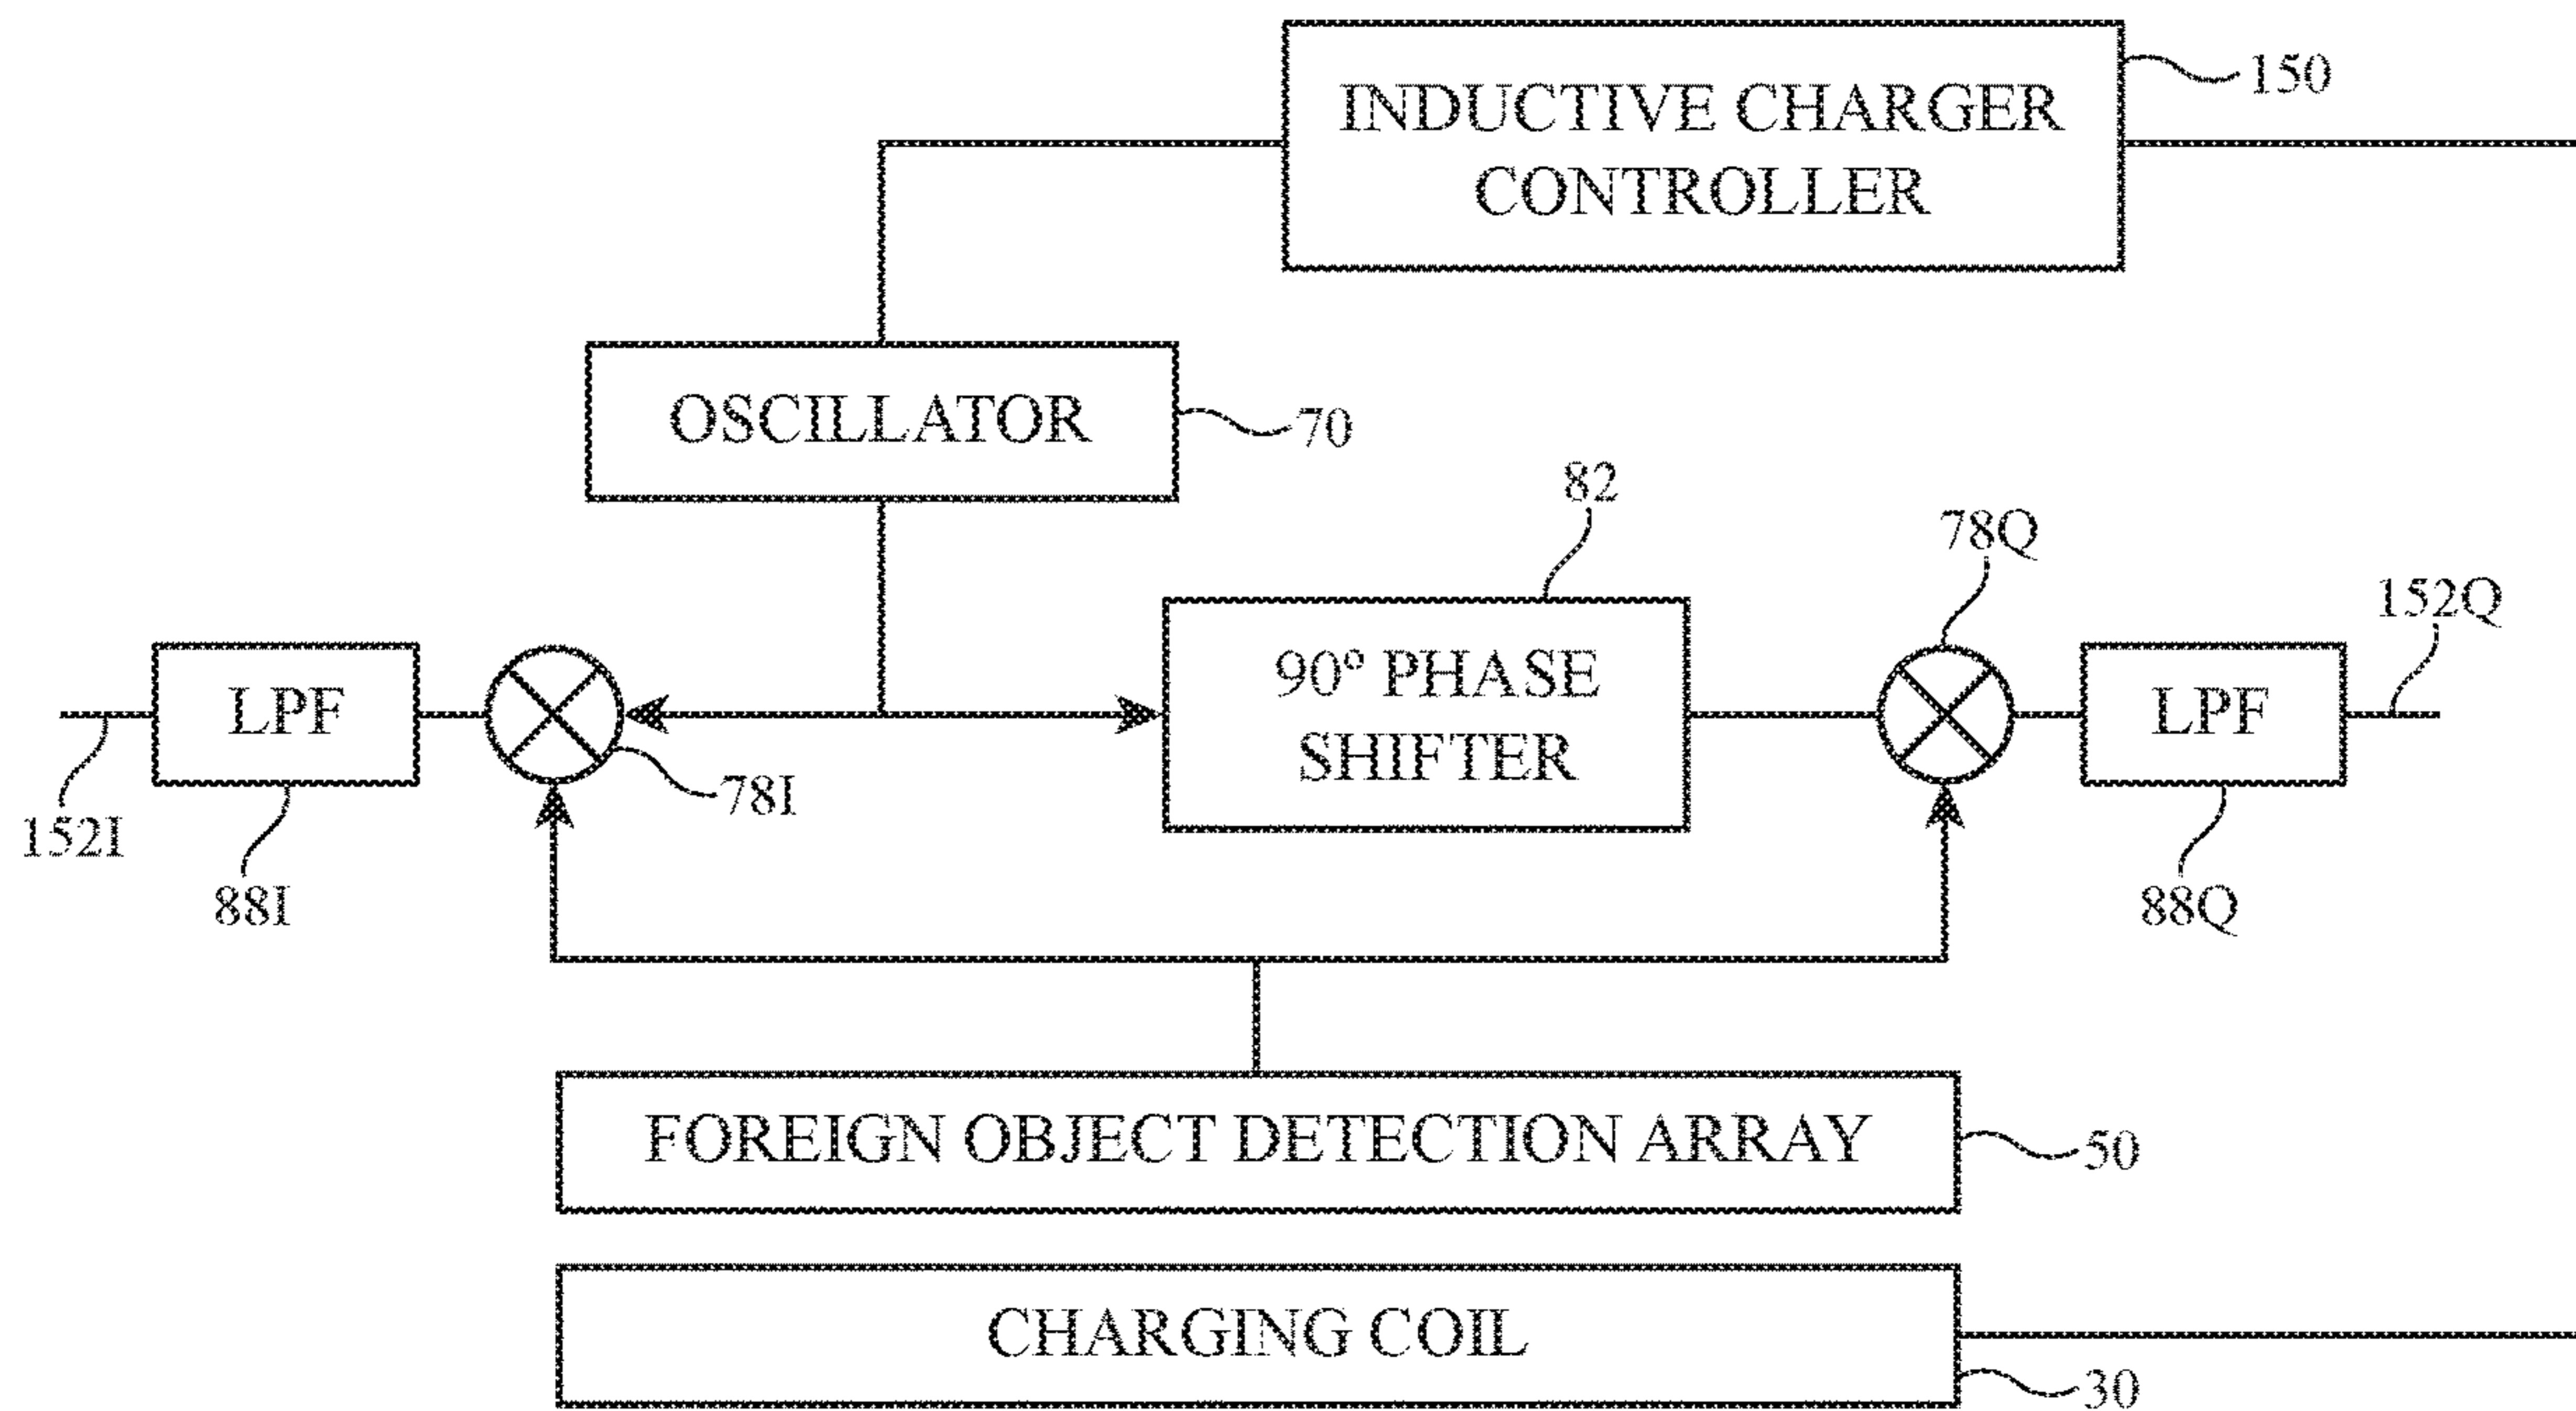 INDUCTIVE CHARGER
CONTROLLER
150
OSCILLATOR
70
82
78Q
152Q
LPF
90° PHASE
SHIFTER
LPF
78I
152I
88I
88Q
FOREIGN OBJECT DETECTION ARRAY
50
CHARGING COIL
30